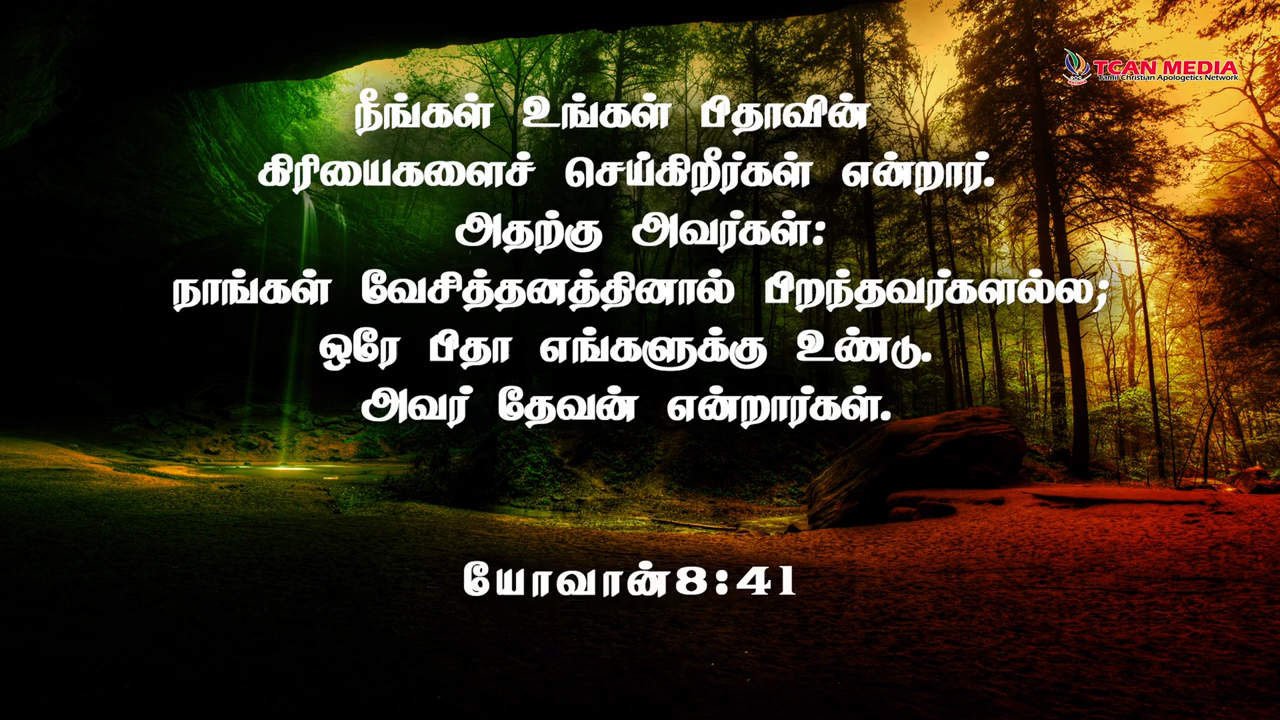 TCAN MEDIA
Tamil Christian Apologetics Network
நீங்கள் உங்கள் பிதாவின்
கிரியைகளைச் செய்கிறீர்கள் என்றார்.
அதற்கு அவர்கள்:
நாங்கள் வேசித்தனத்தினால் பிறந்தவர்களல்ல;
ஒரே பிதா எங்களுக்கு உண்டு.
அவர் தேவன் என்றார்கள்.
யோவான்8:41